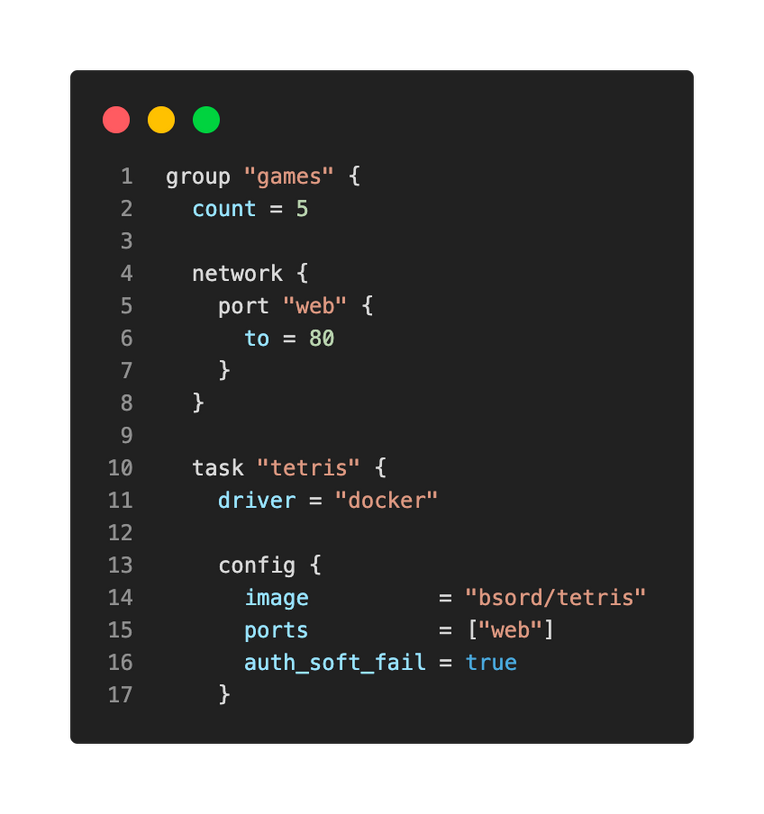 1 group "games" {
2   count = 5
3
4   network {
5     port "web" {
6       to = 80
7     }
8   }
9
10   task "tetris" {
11     driver = "docker"
12
13     config {
14       image          = "bsord/tetris"
15       ports          = ["web"]
16       auth_soft_fail = true
17     }